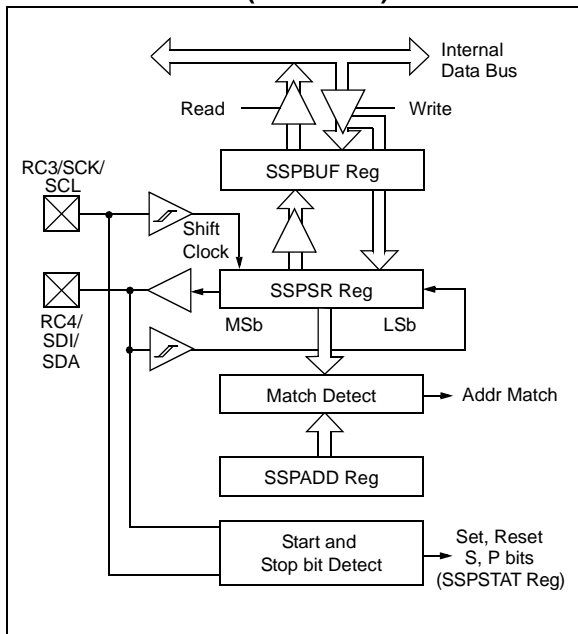 Internal
Data Bus
Read
Write
SSPBUF Reg
RC3/SCK/
SCL
Shift
Clock
SSPSR Reg
MSb
LSb
RC4/
SDI/
SDA
Match Detect
Addr Match
SSPADD Reg
Start and
Stop bit Detect
Set, Reset
S, P bits
(SSPSTAT Reg)